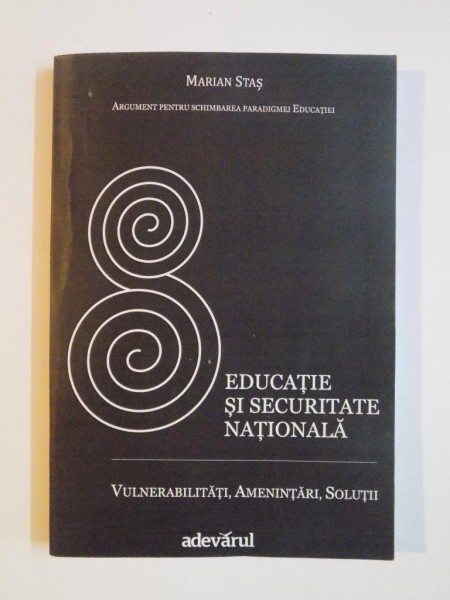 MARIAN STAȘ
ARGUMENT PENTRU SCHIMBAREA PARADIGMEI EDUCAȚIEI
EDUCAȚIE
ȘI SECURITATE
NAȚIONALĂ
VULNERABILITĂȚI, AMENINȚĂRI, SOLUȚII
adevărul